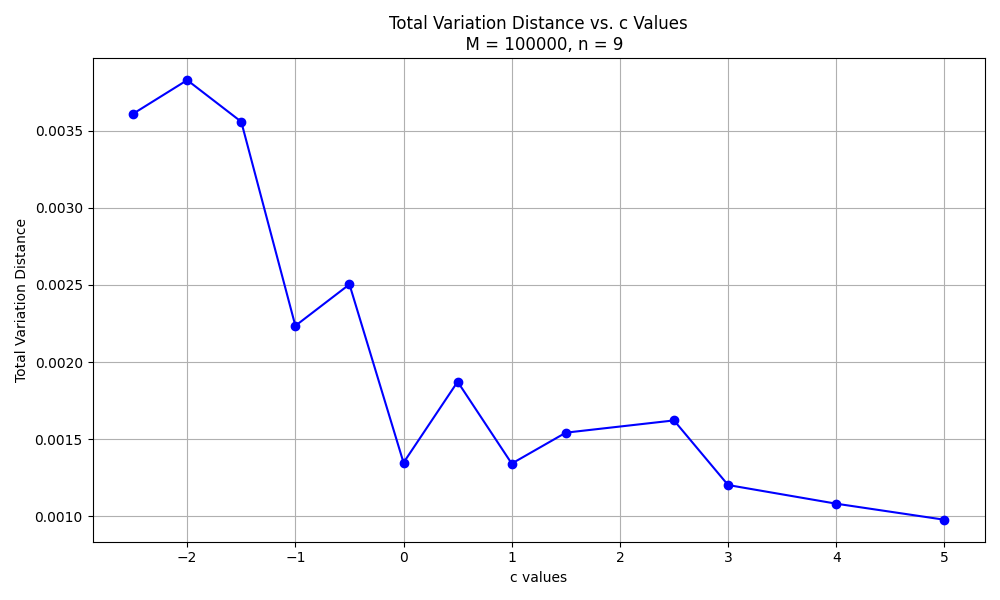 Total Variation Distance vs. c Values
M = 100000, n = 9
Total Variation Distance
0.0035
0.0030
0.0025
0.0020
0.0015
0.0010
−2 −1 0 1 2 3 4 5
c values